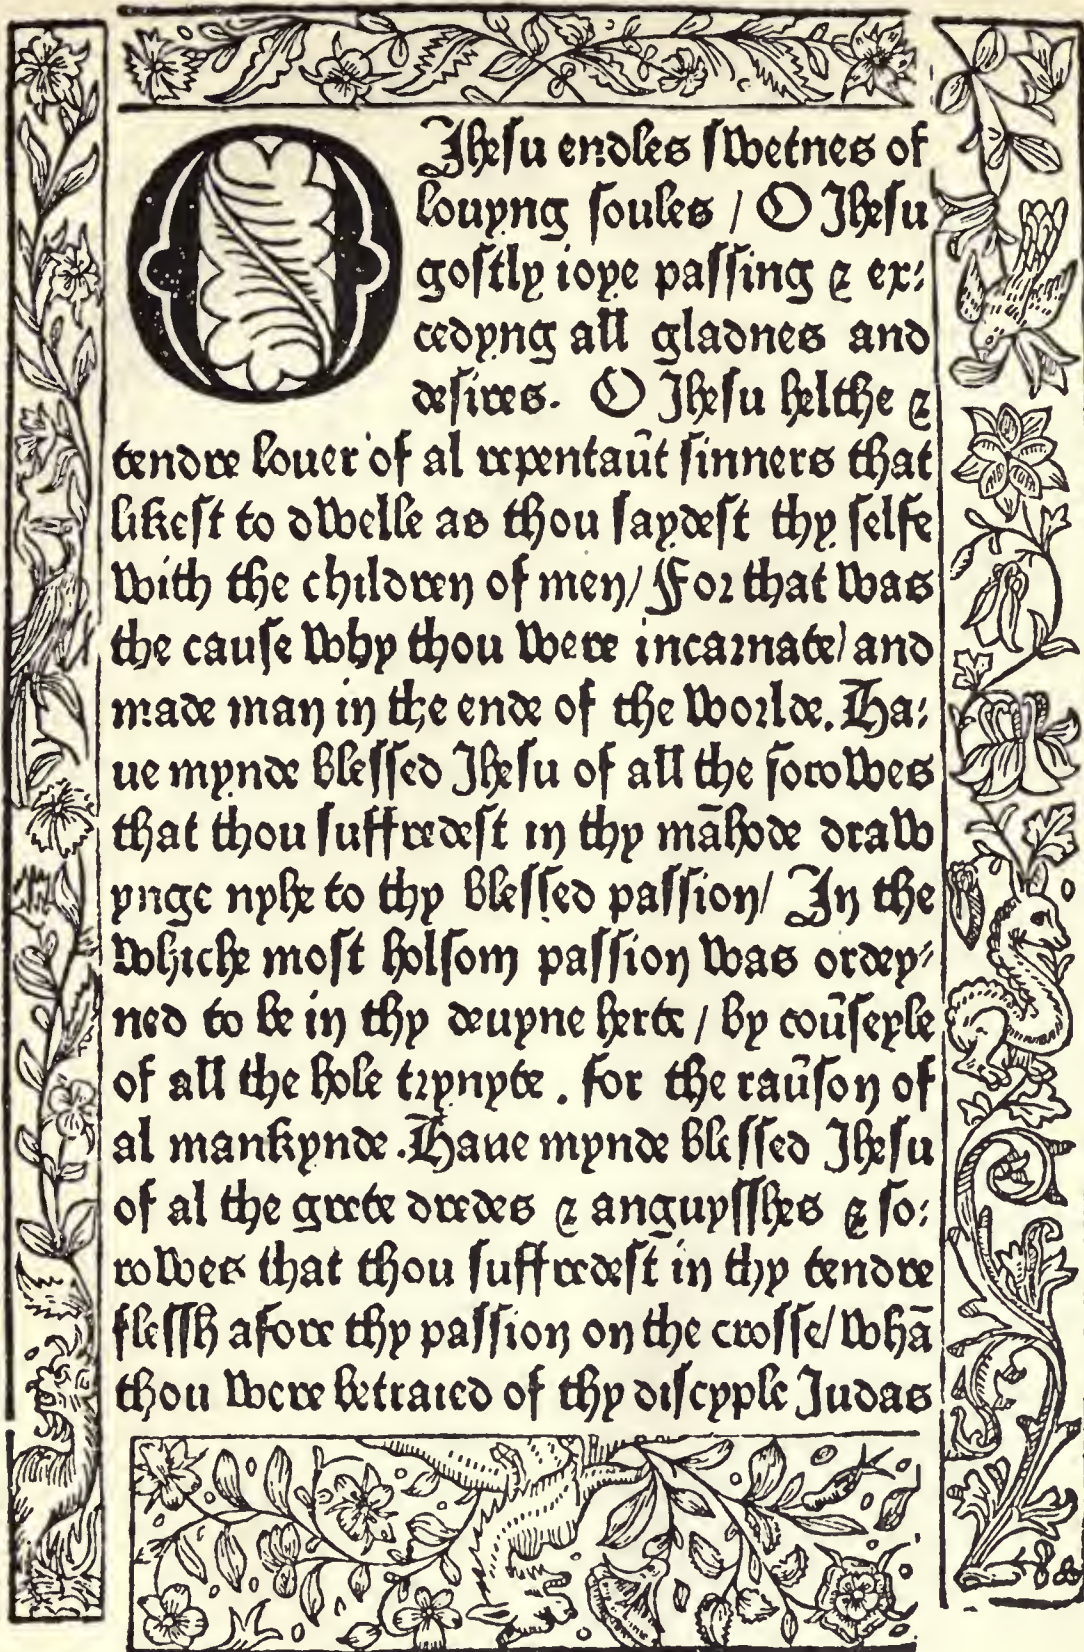 O Jhesu endles swetnes of
louyng soules / O Jhesu
gostly ioye passing & ex:
cedyng all gladnes and
desires. O Jhesu helthe &
tendre louer of al repentaūt sinners that
likest to dwelle as thou saydest thy selfe
with the children of men/ For that was
the cause why thou were incarnate/ and
made man in the ende of the worlde. Ha:
ue mynde blessed Jhesu of all the sorowes
that thou suffredest in thy māhode draw
ynge nyhe to thy blessed passion/ In the
whiche most holsom passion was ordey:
ned to be in thy deuyne herte / by coūseyle
of all the hole trynyte . for the raūson of
al mankynde . Haue mynde blessed Jhesu
of al the grete dredes & anguysshes & so:
rowes that thou suffredest in thy tendre
flessh afore thy passion on the crosse/ whā
thou were betraied of thy discyple Judas